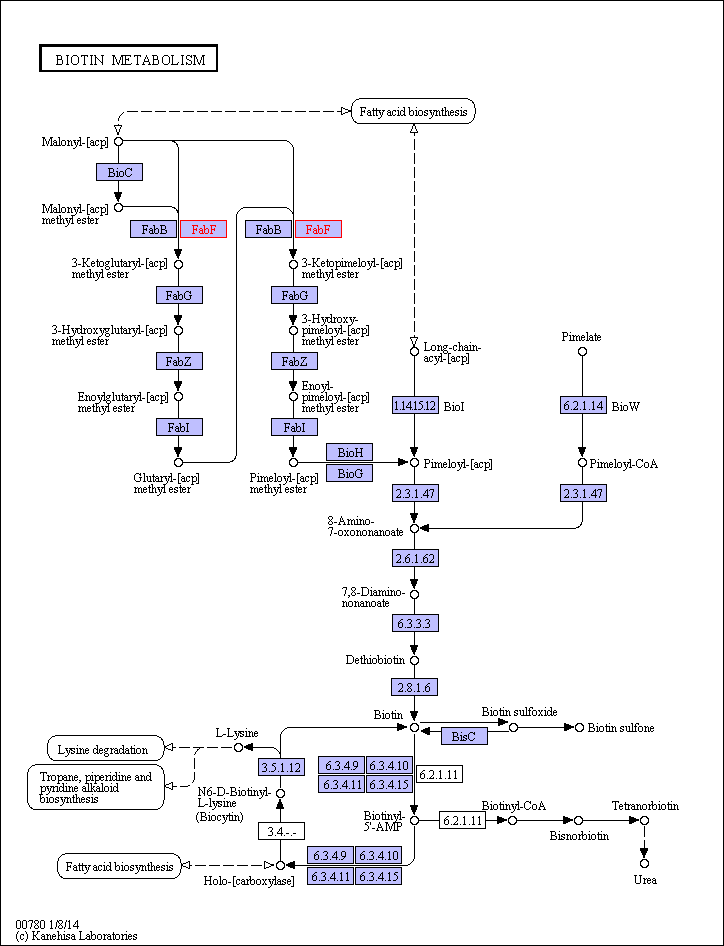 BIOTIN METABOLISM
Fatty acid biosynthesis
Malonyl-[acp]
BioC
Malonyl-[acp]
methyl ester
FabB
FabF
FabB
FabF
3-Ketoglutaryl-[acp]
methyl ester
3-Ketopimeloyl-[acp]
methyl ester
FabG
FabG
3-Hydroxyglutaryl-[acp]
methyl ester
3-Hydroxy-
pimeloyl-[acp]
methyl ester
Long-chain-
acyl-[acp]
Pimelate
FabZ
FabZ
Enoylglutaryl-[acp]
methyl ester
Enoyl-
pimeloyl-[acp]
methyl ester
1.14.15.12
BioI
6.2.1.14
BioW
FabI
FabI
Glutaryl-[acp]
methyl ester
Pimeloyl-[acp]
methyl ester
BioH
BioG
Pimeloyl-[acp]
Pimeloyl-CoA
2.3.1.47
2.3.1.47
8-Amino-
7-oxononanoate
2.6.1.62
7,8-Diamino-
nonanoate
6.3.3.3
Dethiobiotin
2.8.1.6
Biotin
Biotin sulfoxide
Biotin sulfone
BisC
L-Lysine
Lysine degradation
3.5.1.12
6.3.4.9
6.3.4.10
6.3.4.11
6.3.4.15
6.2.1.11
Tropane, piperidine and
pyridine alkaloid
biosynthesis
N6-D-Biotinyl-
L-lysine
(Biocytin)
Biotinyl-
5'-AMP
6.2.1.11
Biotinyl-CoA
Bisnorbiotin
Tetranorbiotin
3.4.-.-
Fatty acid biosynthesis
Holo-[carboxylase]
6.3.4.9
6.3.4.10
6.3.4.11
6.3.4.15
Urea
00780 1/8/14
(c) Kanehisa Laboratories